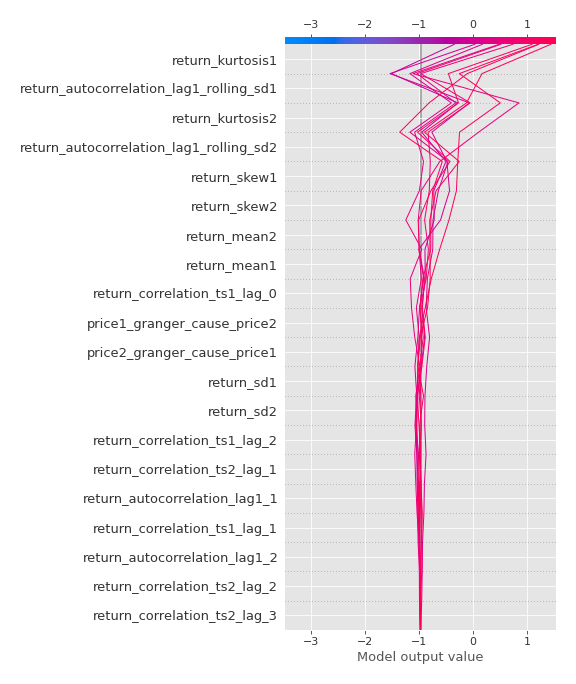 −3 −2 −1 0 1
return_kurtosis1
return_autocorrelation_lag1_rolling_sd1
return_kurtosis2
return_autocorrelation_lag1_rolling_sd2
return_skew1
return_skew2
return_mean2
return_mean1
return_correlation_ts1_lag_0
price1_granger_cause_price2
price2_granger_cause_price1
return_sd1
return_sd2
return_correlation_ts1_lag_2
return_correlation_ts2_lag_1
return_autocorrelation_lag1_1
return_correlation_ts1_lag_1
return_autocorrelation_lag1_2
return_correlation_ts2_lag_2
return_correlation_ts2_lag_3
−3 −2 −1 0 1
Model output value